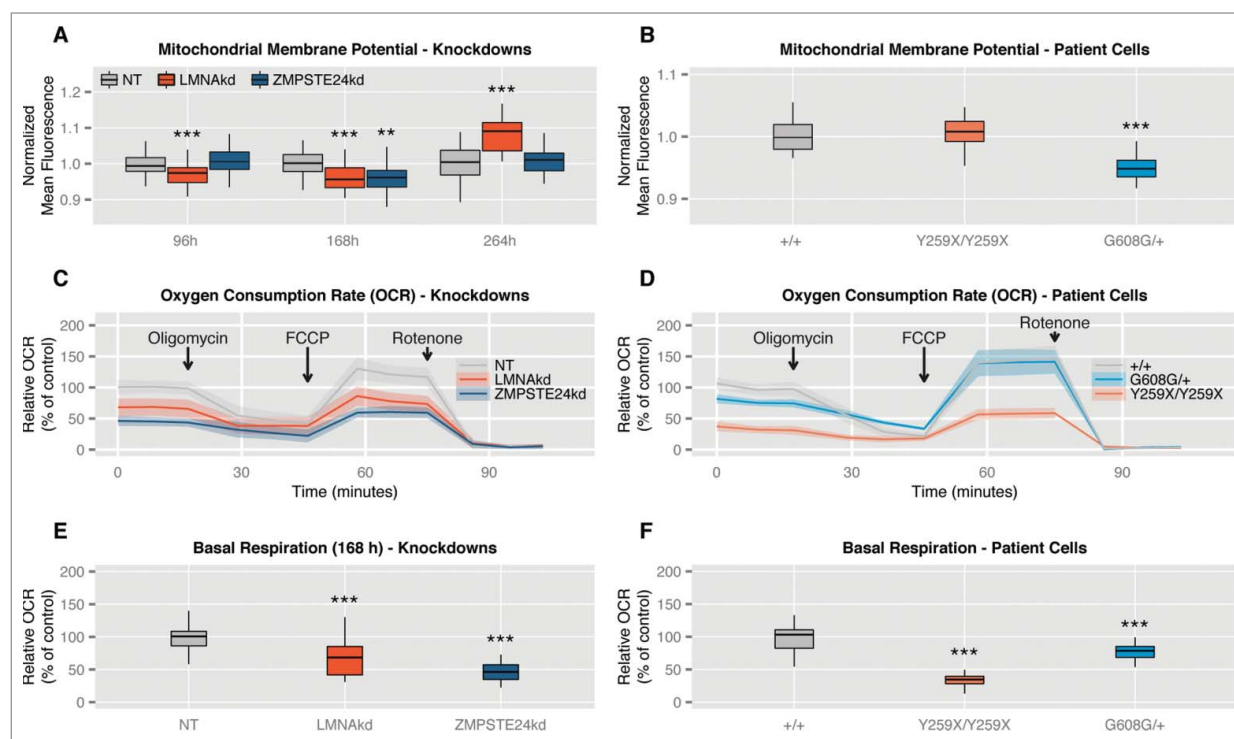 A
Mitochondrial Membrane Potential - Knockdowns
NT LMNAkd ZMPSTE24kd
Normalized
Mean Fluorescence
1.2
1.1
1.0
0.9
*** *** ** ***
96h 168h 264h
B
Mitochondrial Membrane Potential - Patient Cells
Normalized
Mean Fluorescence
1.1
1.0
0.9
***
+/+ Y259X/Y259X G608G/+
C
Oxygen Consumption Rate (OCR) - Knockdowns
Relative OCR
(% of control)
200
150
100
50
0
Oligomycin FCCP Rotenone
NT
LMNAkd
ZMPSTE24kd
0 30 60 90
Time (minutes)
D
Oxygen Consumption Rate (OCR) - Patient Cells
Relative OCR
(% of control)
200
150
100
50
0
Oligomycin FCCP Rotenone
+/+
G608G/+
Y259X/Y259X
0 30 60 90
Time (minutes)
E
Basal Respiration (168 h) - Knockdowns
Relative OCR
(% of control)
200
150
100
50
0
*** ***
NT LMNAkd ZMPSTE24kd
F
Basal Respiration - Patient Cells
Relative OCR
(% of control)
200
150
100
50
0
*** ***
+/+ Y259X/Y259X G608G/+